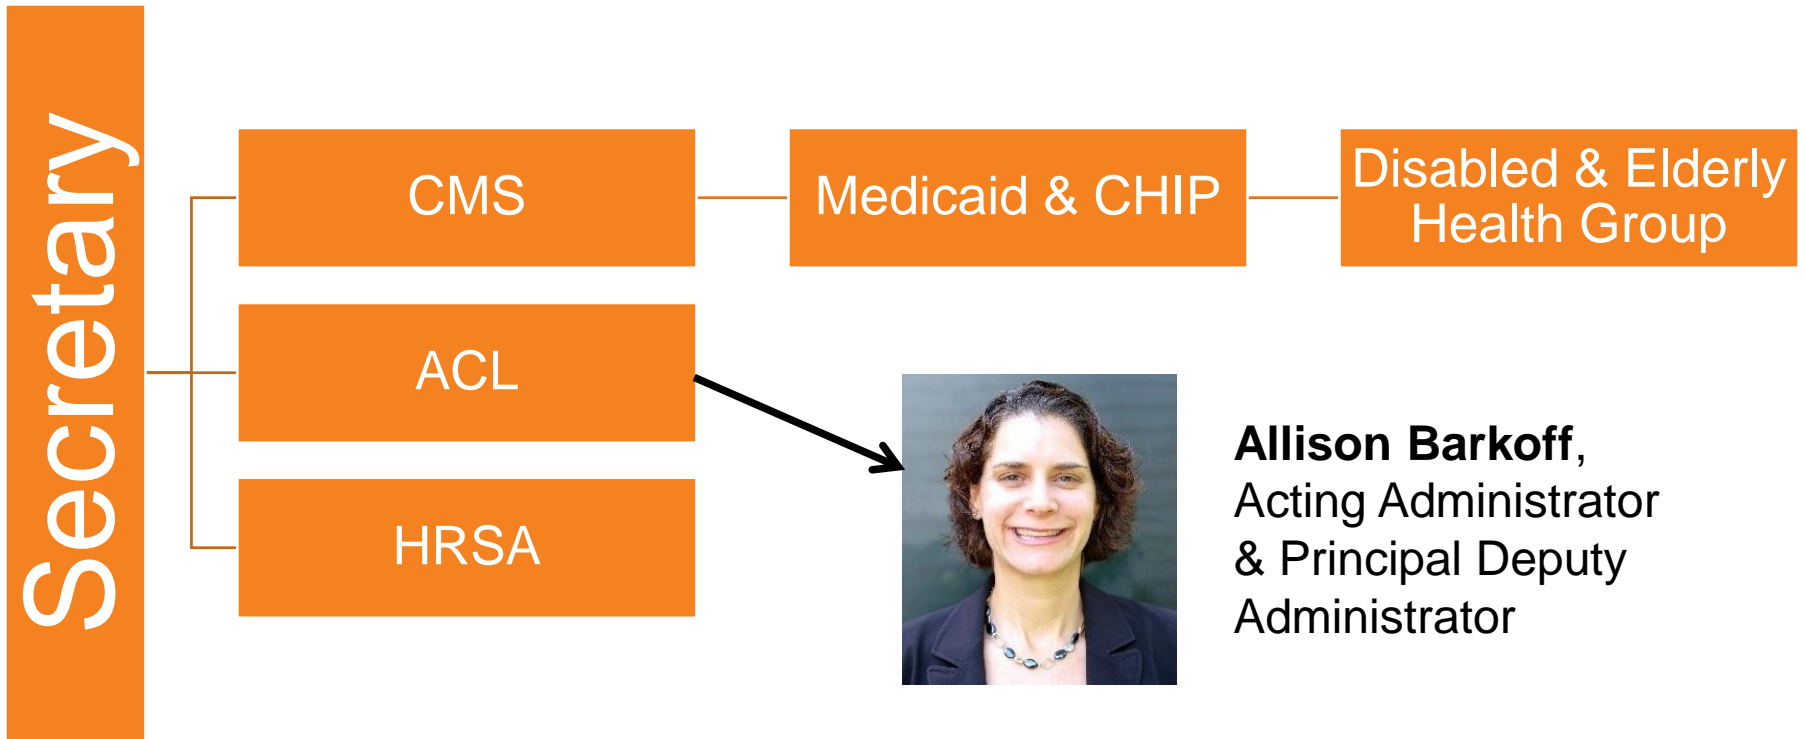 Secretary
CMS
Medicaid & CHIP
Disabled & Elderly
Health Group
ACL
HRSA
Allison Barkoff,
Acting Administrator
& Principal Deputy
Administrator